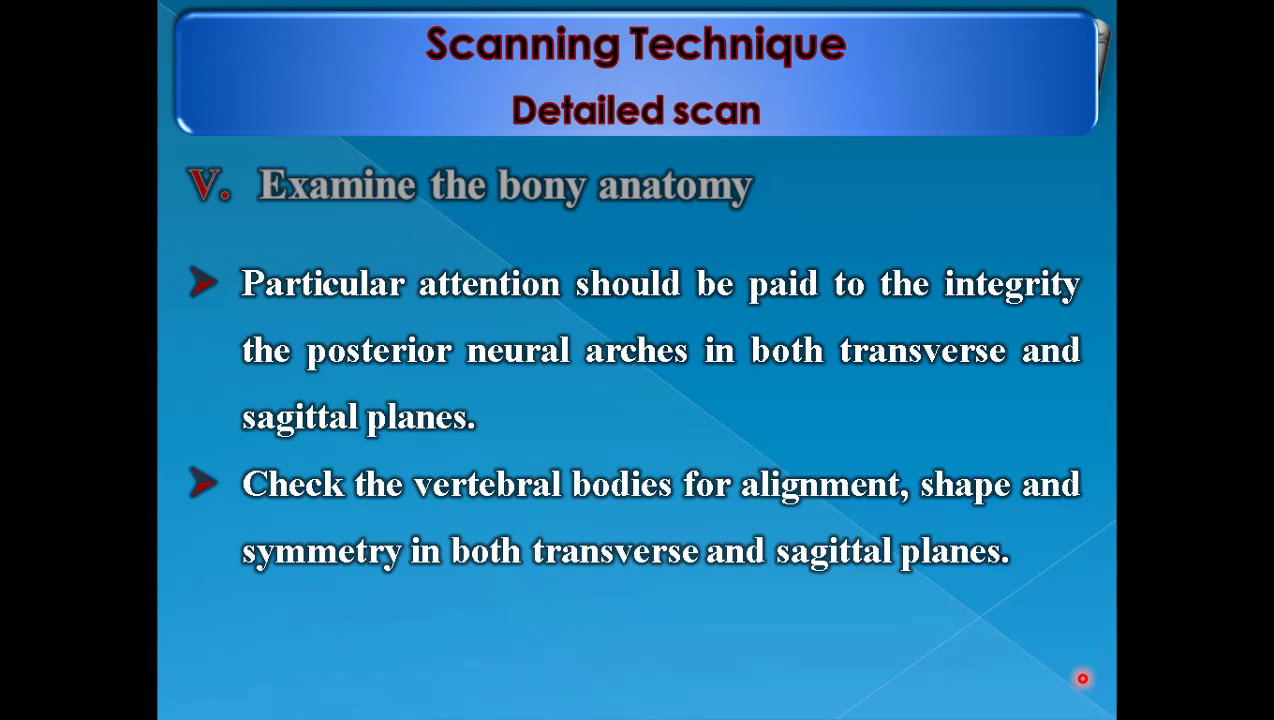 Scanning Technique
Detailed scan
V. Examine the bony anatomy
Particular attention should be paid to the integrity
the posterior neural arches in both transverse and
sagittal planes.
Check the vertebral bodies for alignment, shape and
symmetry in both transverse and sagittal planes.